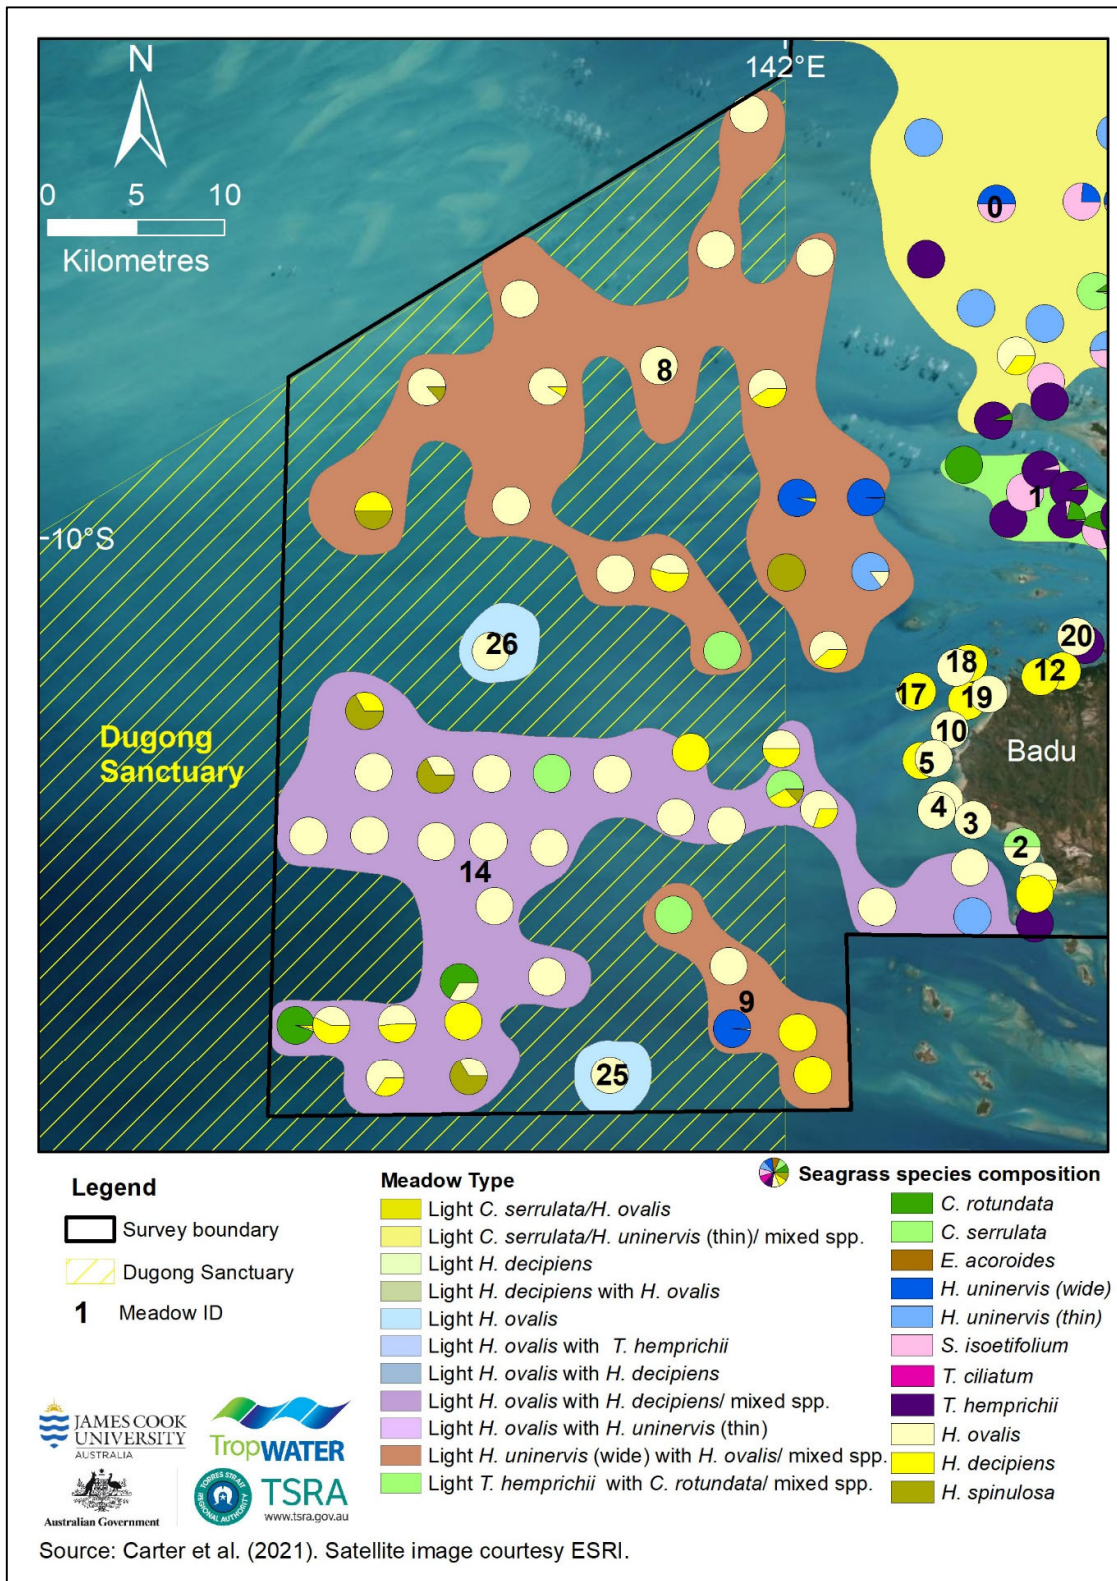 N
142°E
0 5 10
Kilometres
0
8
1
10°S
26
20
18
12
17
19
10
Badu
5
Dugong
Sanctuary
4
3
2
14
9
25
Legend
Survey boundary
Dugong Sanctuary
1 Meadow ID
Meadow Type
Light C. serrulata/H. ovalis
Light C. serrulata/H. uninervis (thin)/ mixed spp.
Light H. decipiens
Light H. decipiens with H. ovalis
Light H. ovalis
Light H. ovalis with T. hemprichii
Light H. ovalis with H. decipiens
Light H. ovalis with H. decipiens/ mixed spp.
Light H. ovalis with H. uninervis (thin)
Light H. uninervis (wide) with H. ovalis/ mixed spp.
Light T. hemprichii with C. rotundata/ mixed spp.
Seagrass species composition
C. rotundata
C. serrulata
E. acoroides
H. uninervis (wide)
H. uninervis (thin)
S. isoetifolium
T. ciliatum
T. hemprichii
H. ovalis
H. decipiens
H. spinulosa
JAMES COOK
UNIVERSITY
AUSTRALIA
TropWATER
Australian Government
TORRES STRAIT
REGIONAL AUTHORITY
TSRA
www.tsra.gov.au
Source: Carter et al. (2021). Satellite image courtesy ESRI.